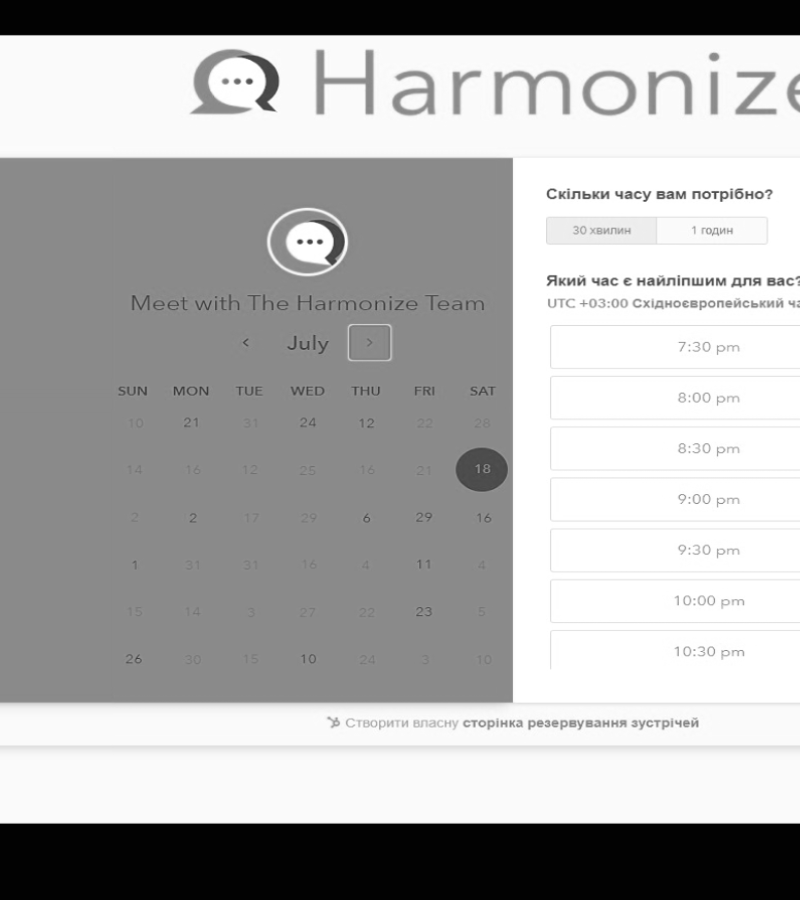 Harmonize
Meet with The Harmonize Team
July
SUN MON TUE WED THU FRI SAT
10 21 31 24 12 22 28
14 16 12 25 16 21 18
2 2 17 29 6 29 16
1 31 31 16 4 11 4
15 14 3 27 22 23 5
26 30 15 10 24 3 10
Скільки часу вам потрібно?
30 хвилин 1 годин
Який час є найліпшим для вас?
UTC +03:00 Східноєвропейський
7:30 pm
8:00 pm
8:30 pm
9:00 pm
9:30 pm
10:00 pm
10:30 pm
Створити власну сторінка резервування зустрічей